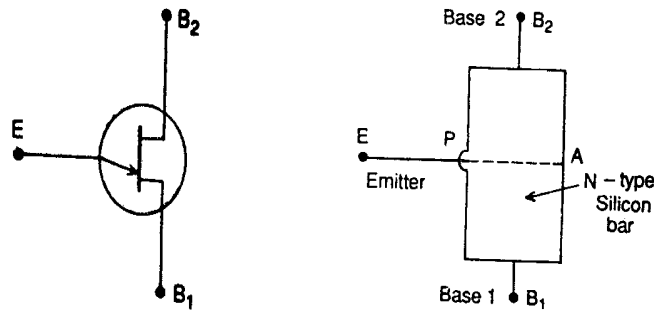 B2
E
B1
Base 2 B2
E
P
A
Emitter
N - type
Silicon
bar
Base 1 B1